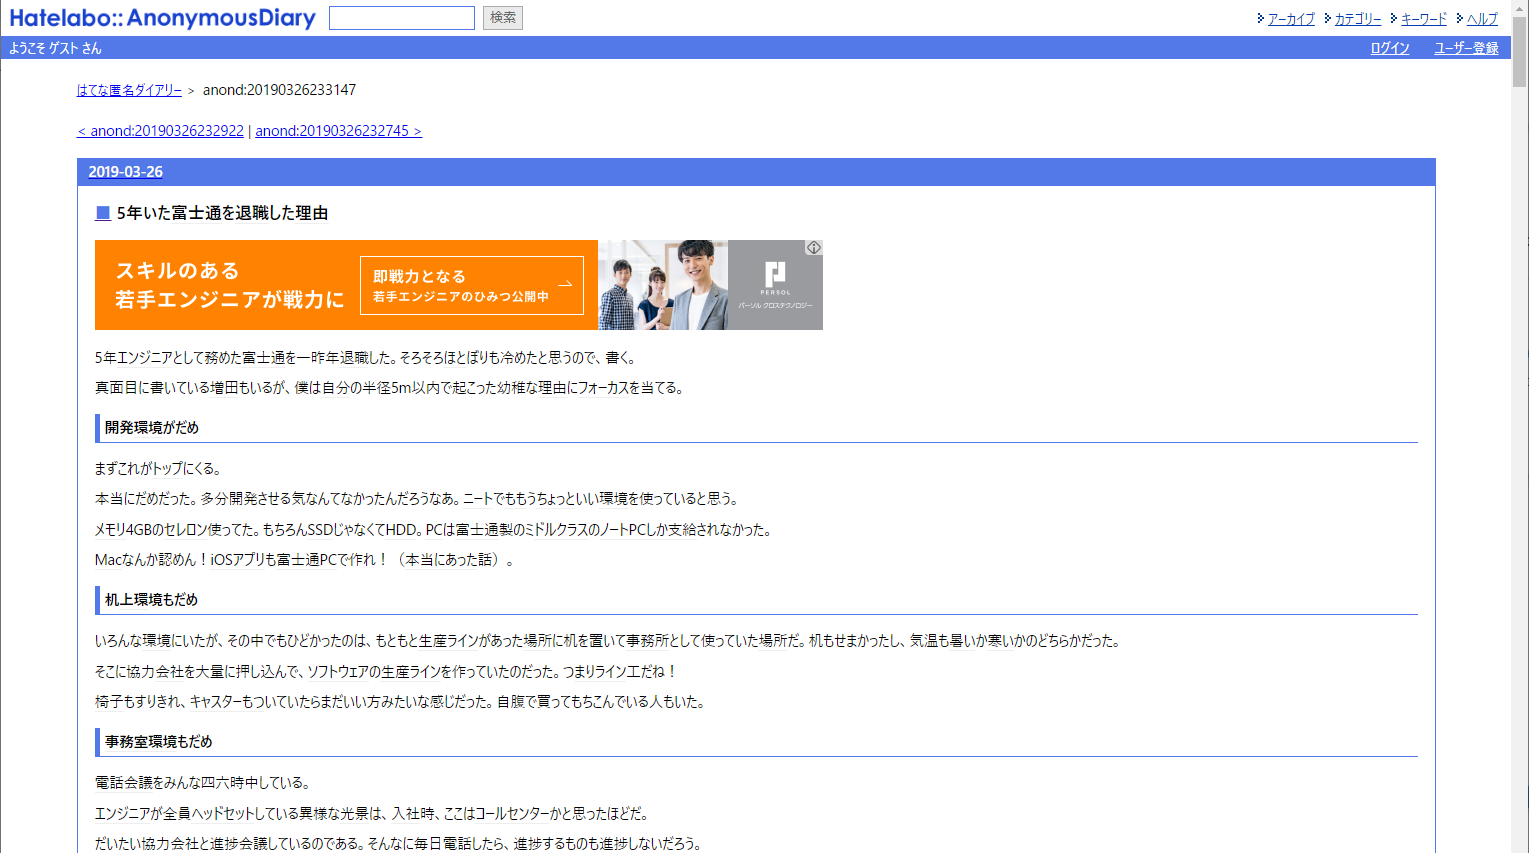 Hatelabo::AnonymousDiary
検索
アーカイブ カテゴリー キーワード ヘルプ
ようこそ ゲスト さん
ログイン ユーザー登録
はてな匿名ダイアリー > anond:20190326233147
< anond:20190326232922 | anond:20190326232745 >
2019-03-26
■ 5年いた富士通を退職した理由
スキルのある
若手エンジニアが戦力に
即戦力となる
若手エンジニアのひみつ公開中
PERSOL
パーソル クロステクノロジー
5年エンジニアとして務めた富士通を一昨年退職した。そろそろほとぼりも冷めたと思うので、書く。
真面目に書いている増田もいるが、僕は自分の半径5m以内で起こった幼稚な理由にフォーカスを当てる。
開発環境がだめ
まずこれがトップにくる。
本当にだめだった。多分開発させる気なんてなかったんだろうなあ。ニートでももうちょっといい環境を使っていると思う。
メモリ4GBのセレロン使ってた。もちろんSSDじゃなくてHDD。PCは富士通製のミドルクラスのノートPCしか支給されなかった。
Macなんか認めん！iOSアプリも富士通PCで作れ！（本当にあった話）。
机上環境もだめ
いろんな環境にいたが、その中でもひどかったのは、もともと生産ラインがあった場所に机を置いて事務所として使っていた場所だ。机もせまかったし、気温も暑いか寒いかのどちらかだった。
そこに協力会社を大量に押し込んで、ソフトウェアの生産ラインを作っていたのだった。つまりライン工だね！
椅子もすりきれ、キャスターもついていたらまだいい方みたいな感じだった。自腹で買ってもちこんでいる人もいた。
事務室環境もだめ
電話会議をみんな四六時中している。
エンジニアが全員ヘッドセットしている異様な光景は、入社時、ここはコールセンターかと思ったほどだ。
だいたい協力会社と進捗会議しているのである。そんなに毎日電話したら、進捗するものも進捗しないだろう。